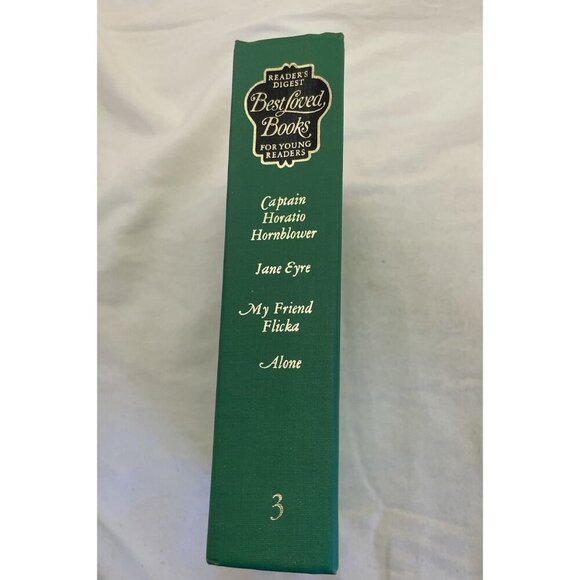 READER'S
DIGEST
Best Loved
Books
FOR YOUNG
READERS
Captain
Horatio
Hornblower
Jane Eyre
My Friend
Flicka
Alone
3